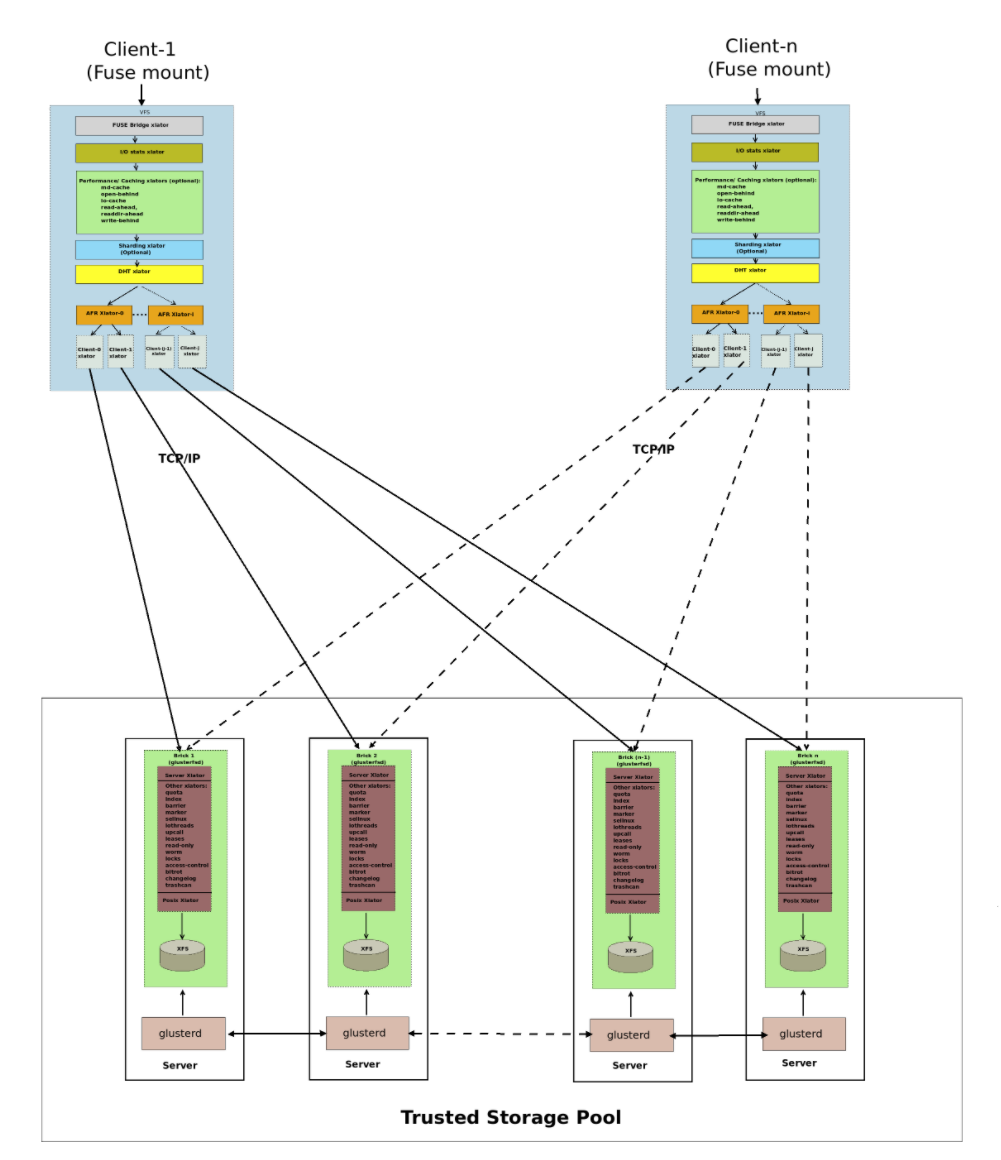 Client-1
(Fuse mount)
VFS
FUSE Bridge xlator
I/O stats xlator
Performance/ Caching xlators (optional):
md-cache
open-behind
io-cache
read-ahead,
readdir-ahead
write-behind
Sharding xlator
(Optional)
DHT xlator
AFR Xlator-0
AFR Xlator-i
Client-0
xlator
Client-1
xlator
Client-(j-1)
xlator
Client-j
xlator
TCP/IP
Client-n
(Fuse mount)
VFS
FUSE Bridge xlator
I/O stats xlator
Performance/ Caching xlators (optional):
md-cache
open-behind
io-cache
read-ahead,
readdir-ahead
write-behind
Sharding xlator
(Optional)
DHT xlator
AFR Xlator-0
AFR Xlator-i
Client-0
xlator
Client-1
xlator
Client-(j-1)
xlator
Client-j
xlator
TCP/IP
Brick 1
(glusterfsd)
Server Xlator
Other xlators:
quota
index
barrier
marker
selinux
iothreads
upcall
leases
read-only
worm
locks
access-control
bitrot
changelog
trashcan
Posix Xlator
XFS
glusterd
Server
Brick 2
(glusterfsd)
Server Xlator
Other xlators:
quota
index
barrier
marker
selinux
iothreads
upcall
leases
read-only
worm
locks
access-control
bitrot
changelog
trashcan
Posix Xlator
XFS
glusterd
Server
Brick (n-1)
(glusterfsd)
Server Xlator
Other xlators:
quota
index
barrier
marker
selinux
iothreads
upcall
leases
read-only
worm
locks
access-control
bitrot
changelog
trashcan
Posix Xlator
XFS
glusterd
Server
Brick n
(glusterfsd)
Server Xlator
Other xlators:
quota
index
barrier
marker
selinux
iothreads
upcall
leases
read-only
worm
locks
access-control
bitrot
changelog
trashcan
Posix Xlator
XFS
glusterd
Server
Trusted Storage Pool